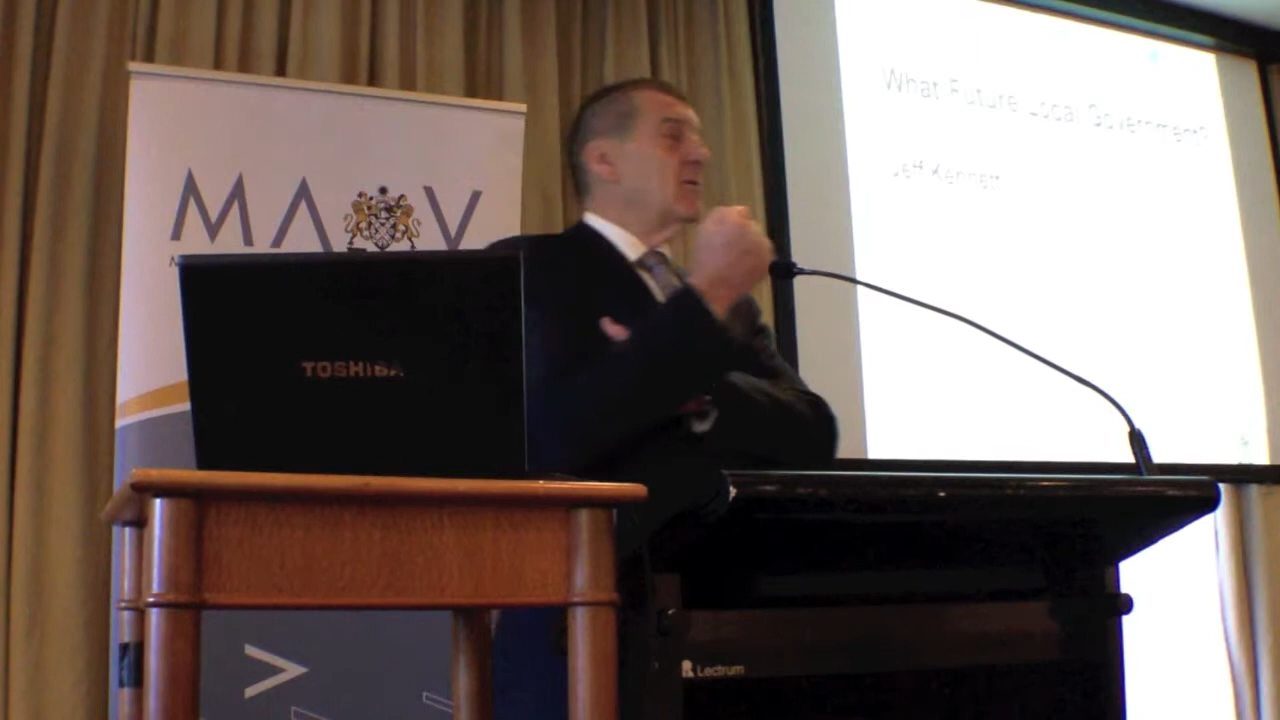 What Future Local Government?
Jeff Kennett
MAV
TOSHIBA
Lectrum